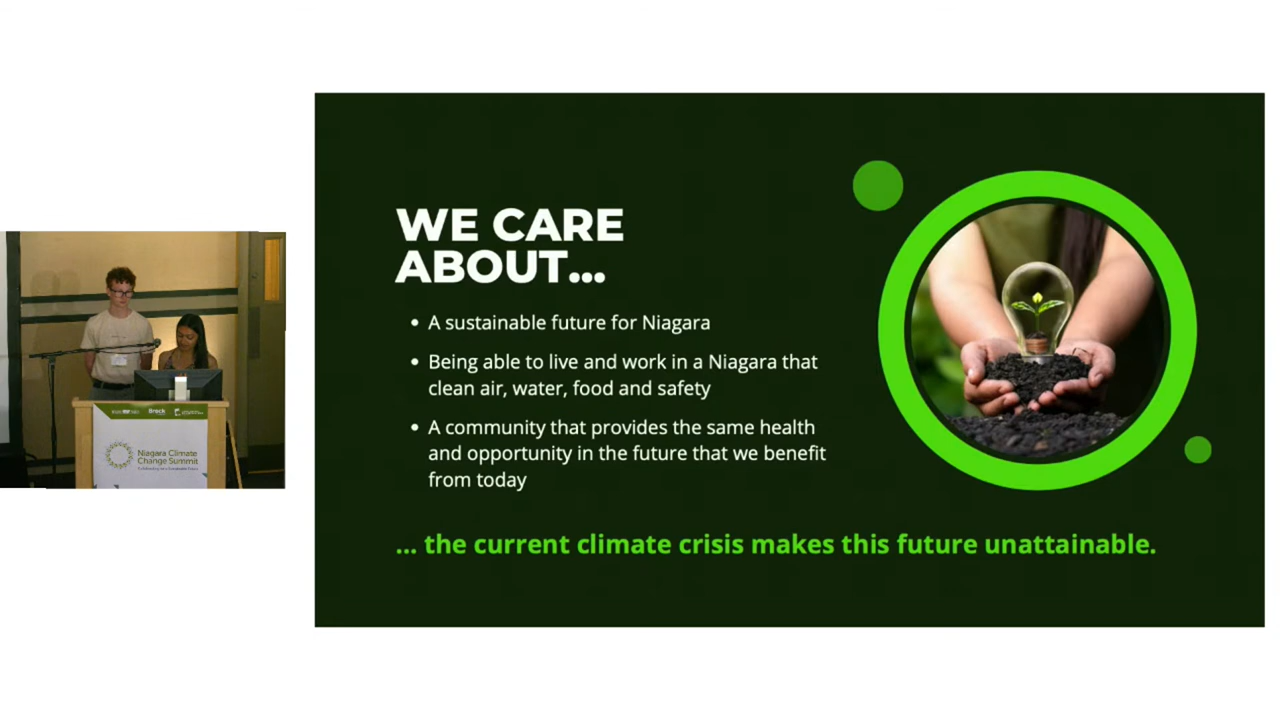 WE CARE
ABOUT...
• A sustainable future for Niagara
• Being able to live and work in a Niagara that
clean air, water, food and safety
• A community that provides the same health
and opportunity in the future that we benefit
from today
... the current climate crisis makes this future unattainable.
Brock
Niagara Climate
Change Summit